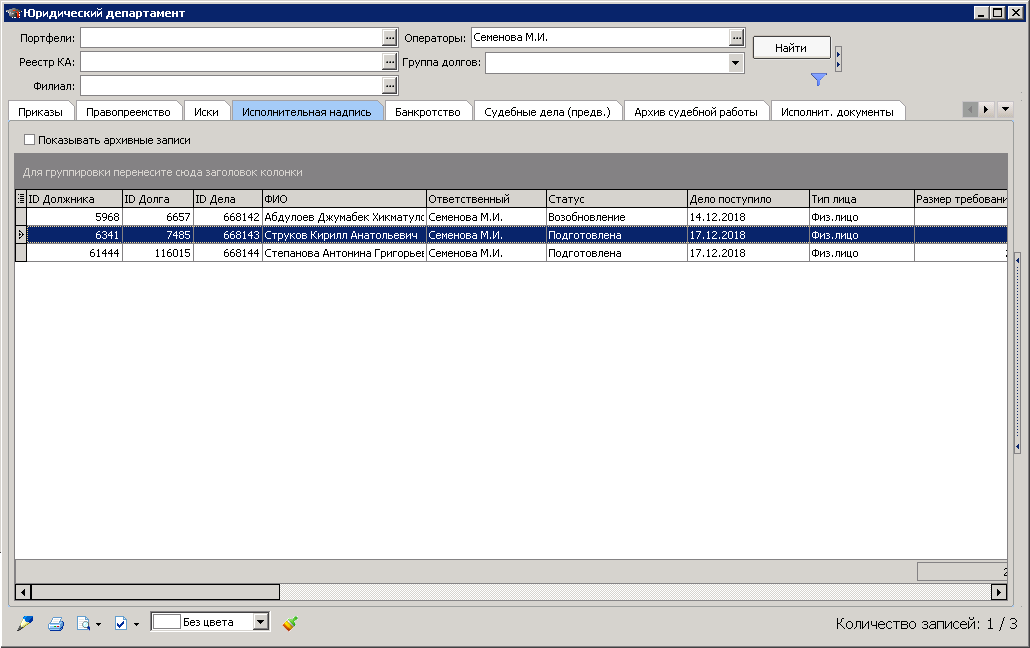 Юридический департамент
Портфели:
Операторы: Семенова М.И.
Найти
Реестр КА:
Группа долгов:
Филиал:
Приказы Правопреемство Иски Исполнительная надпись Банкротство Судебные дела (предв.) Архив судебной работы Исполнит. документы
Показывать архивные записи
Для группировки перенесите сюда заголовок колонки
ID Должника ID Долга ID Дела ФИО Ответственный Статус Дело поступило Тип лица Размер требовани
5968 6657 668142 Абдулоев Джумабек Хикматуло Семенова М.И. Возобновление 14.12.2018 Физ.лицо
6341 7485 668143 Струков Кирилл Анатольевич Семенова М.И. Подготовлена 17.12.2018 Физ.лицо
61444 116015 668144 Степанова Антонина Григорьев Семенова М.И. Подготовлена 17.12.2018 Физ.лицо
2
Без цвета
Количество записей: 1 / 3